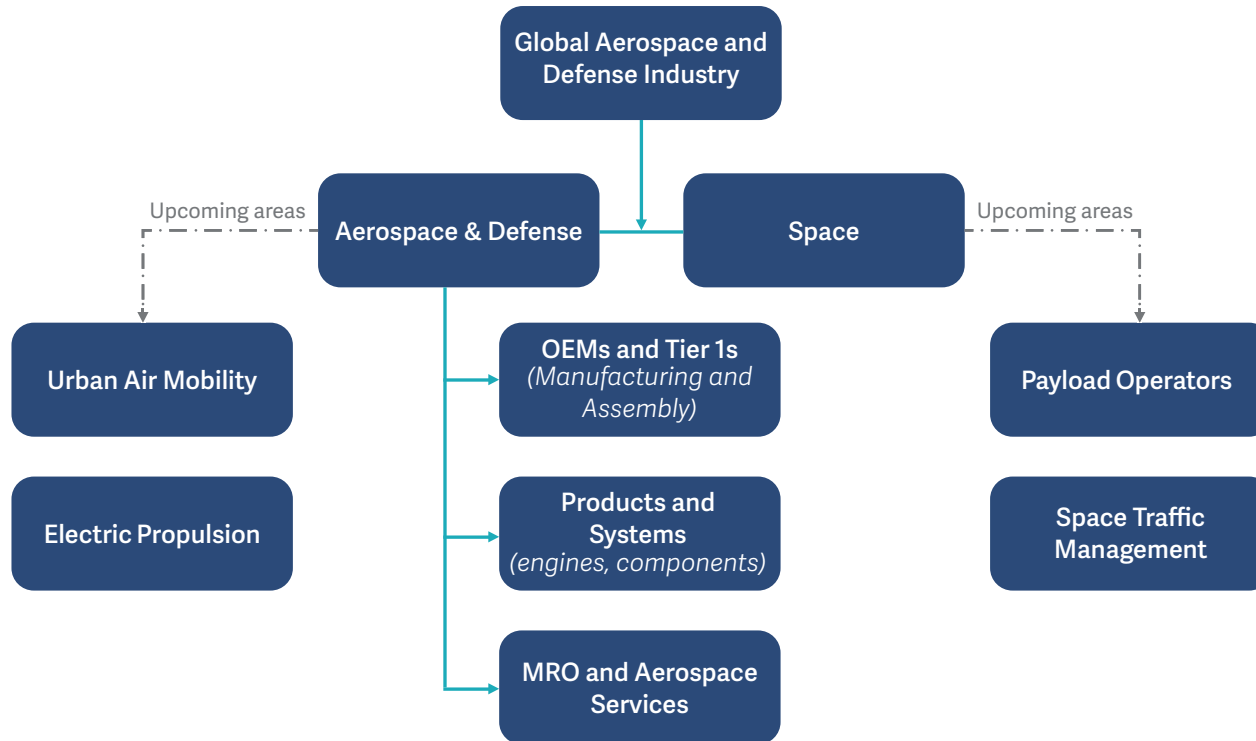 Global Aerospace and
Defense Industry
Upcoming areas
Aerospace & Defense
Space
Upcoming areas
Urban Air Mobility
OEMs and Tier 1s
(Manufacturing and
Assembly)
Payload Operators
Electric Propulsion
Products and
Systems
(engines, components)
Space Traffic
Management
MRO and Aerospace
Services